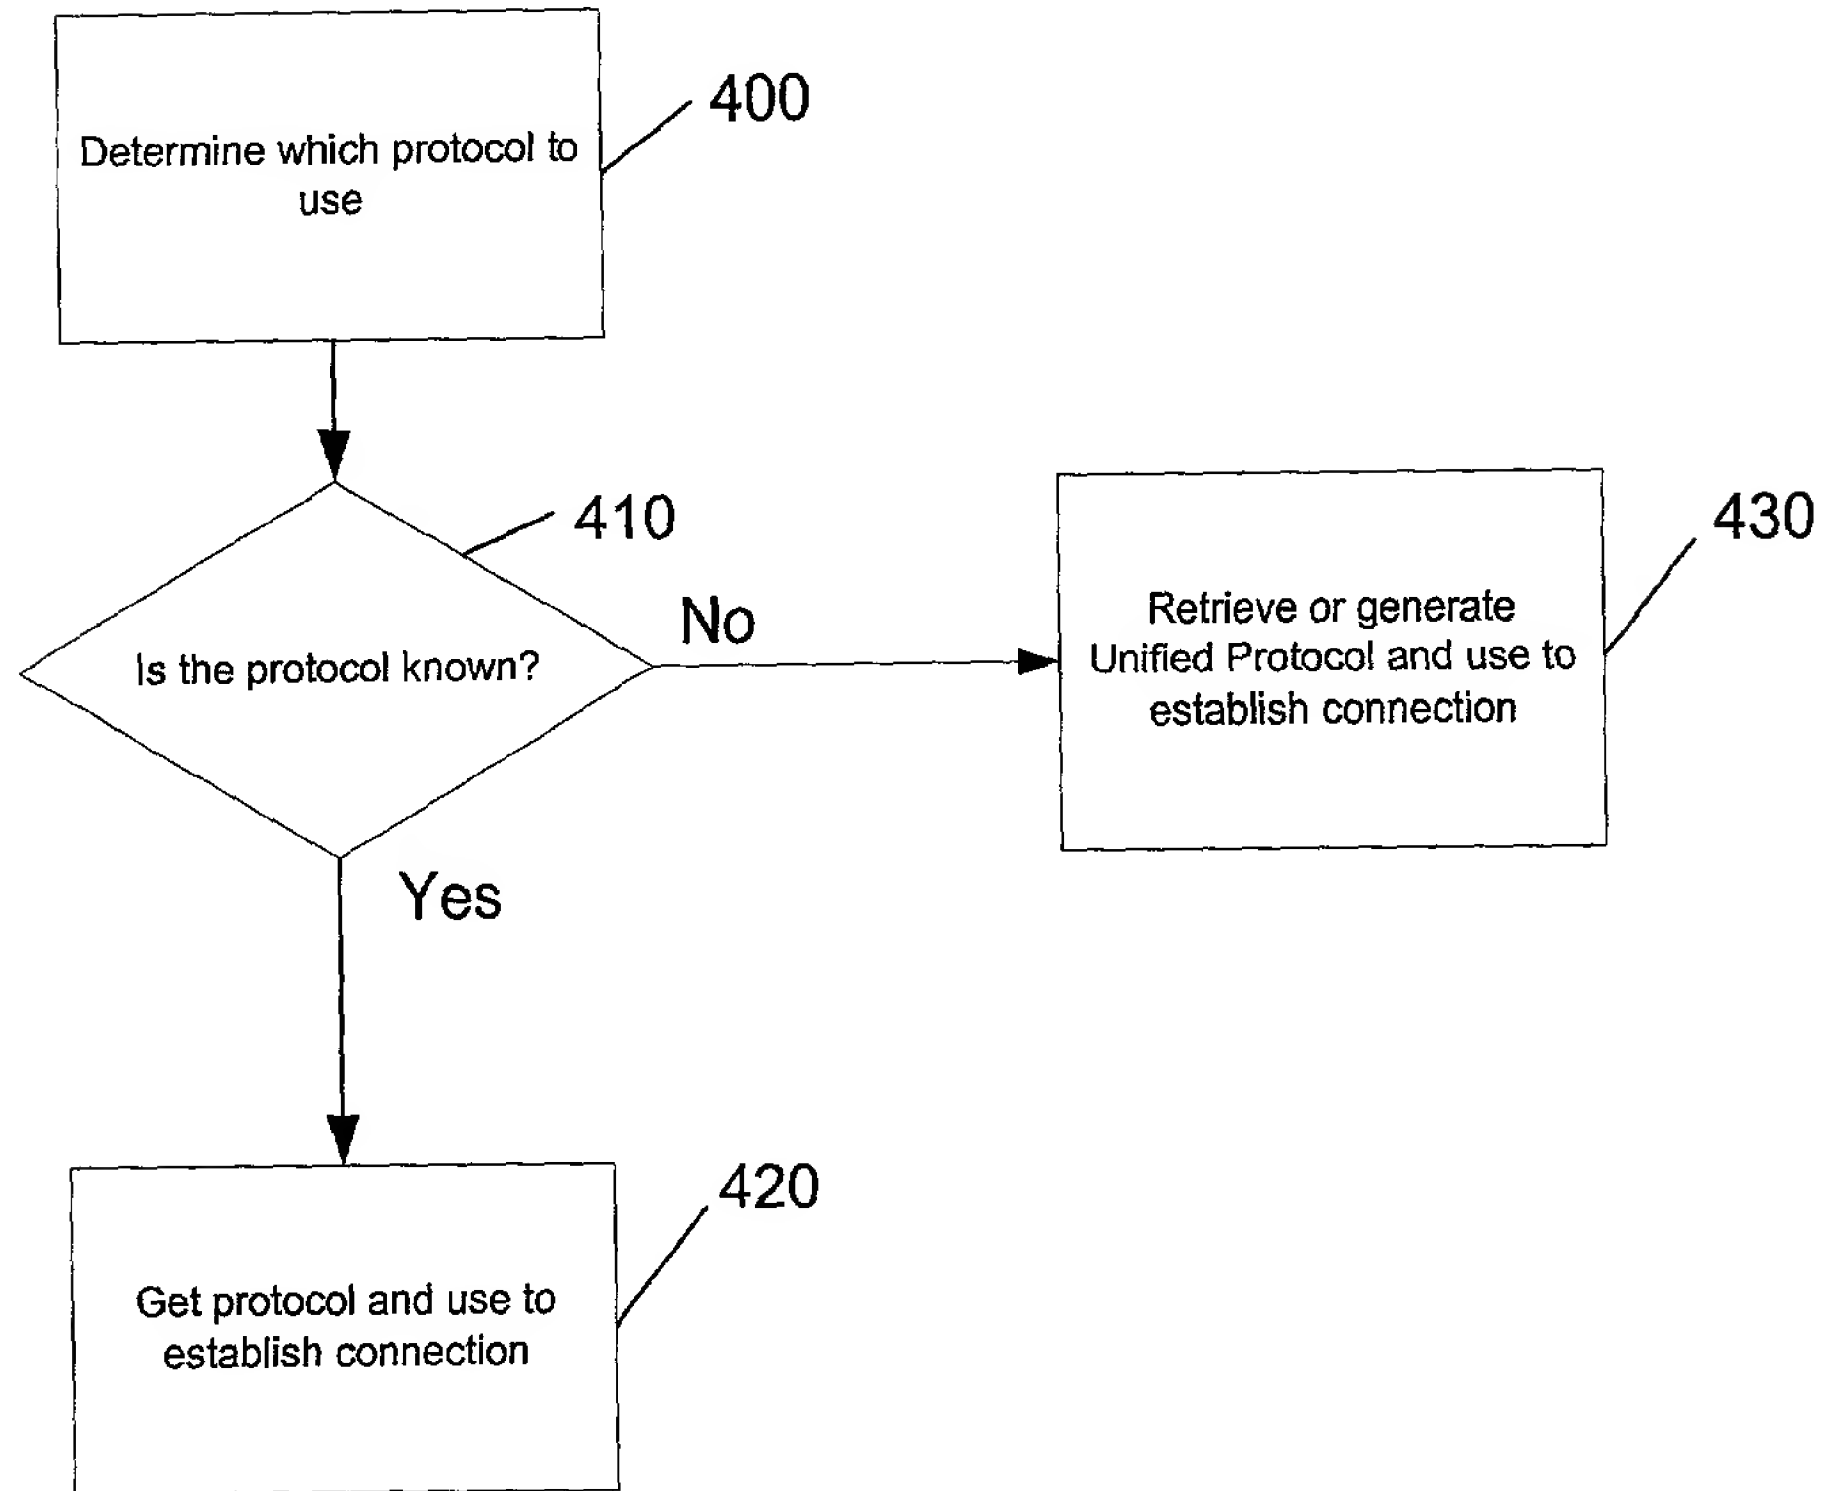 Determine which protocol to
use
400
410
Is the protocol known?
No
Retrieve or generate
Unified Protocol and use to
establish connection
430
Yes
Get protocol and use to
establish connection
420